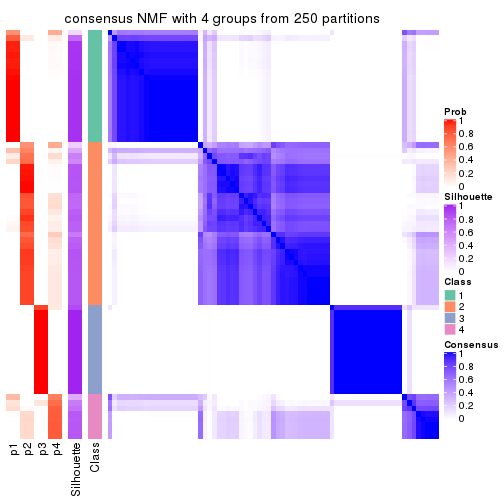 consensus NMF with 4 groups from 250 partitions
Prob
1
0.8
0.6
0.4
0.2
0
Silhouette
1
0.8
0.6
0.4
0.2
0
Class
1
2
3
4
Consensus
1
0.8
0.6
0.4
0.2
0
p1
p2
p3
p4
Silhouette
Class